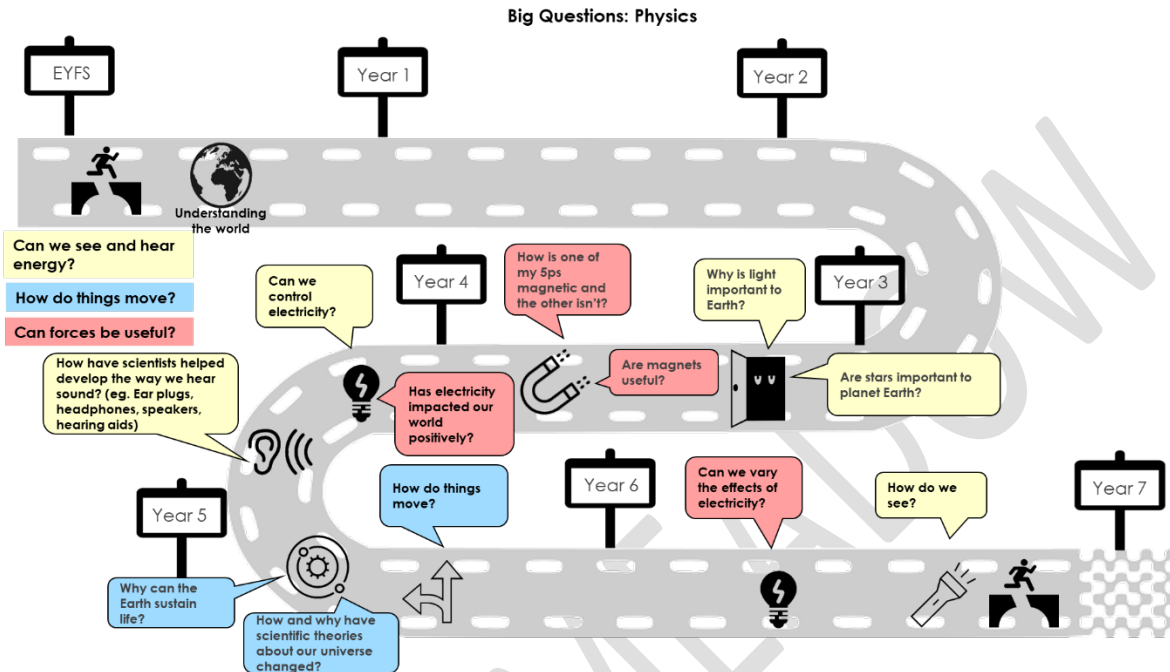 Big Questions: Physics
EYFS
Year 1
Year 2
Understanding
the world
Can we see and hear
energy?
How do things move?
Can forces be useful?
Can we
control
electricity?
Year 4
How is one of
my 5ps
magnetic and
the other isn't?
Why is light
important to
Earth?
Year 3
How have scientists helped
develop the way we hear
sound? (eg. Ear plugs,
headphones, speakers,
hearing aids)
Has electricity
impacted our
world
positively?
Are magnets
useful?
Are stars important to
planet Earth?
Year 5
How do things
move?
Year 6
Can we vary
the effects of
electricity?
How do we
see?
Year 7
Why can the
Earth sustain
life?
How and why have
scientific theories
about our universe
changed?
MEADOW